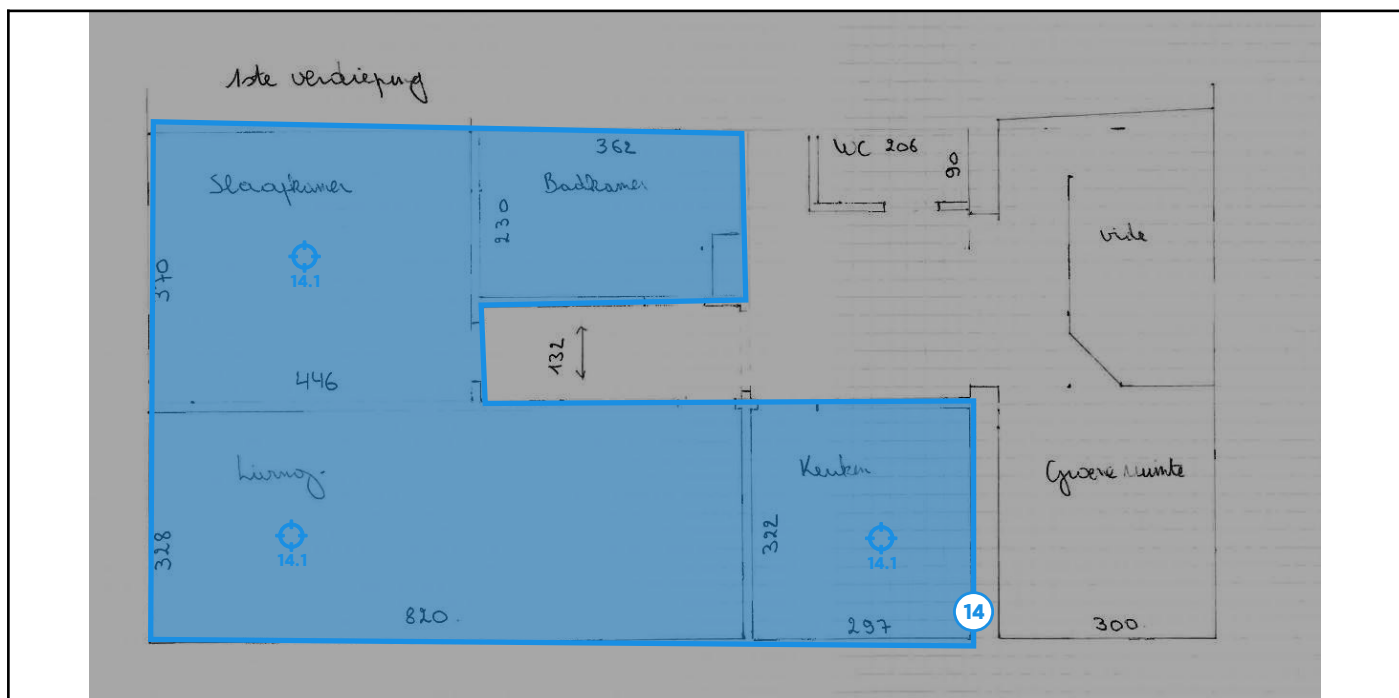 1ste verdieping
362
WC 206
90
Slaapkamer
Badkamer
230
vide
14.1
370
132
446
Living
Keuken
Groene ruimte
328
14.1
322
14.1
820
297
14
300